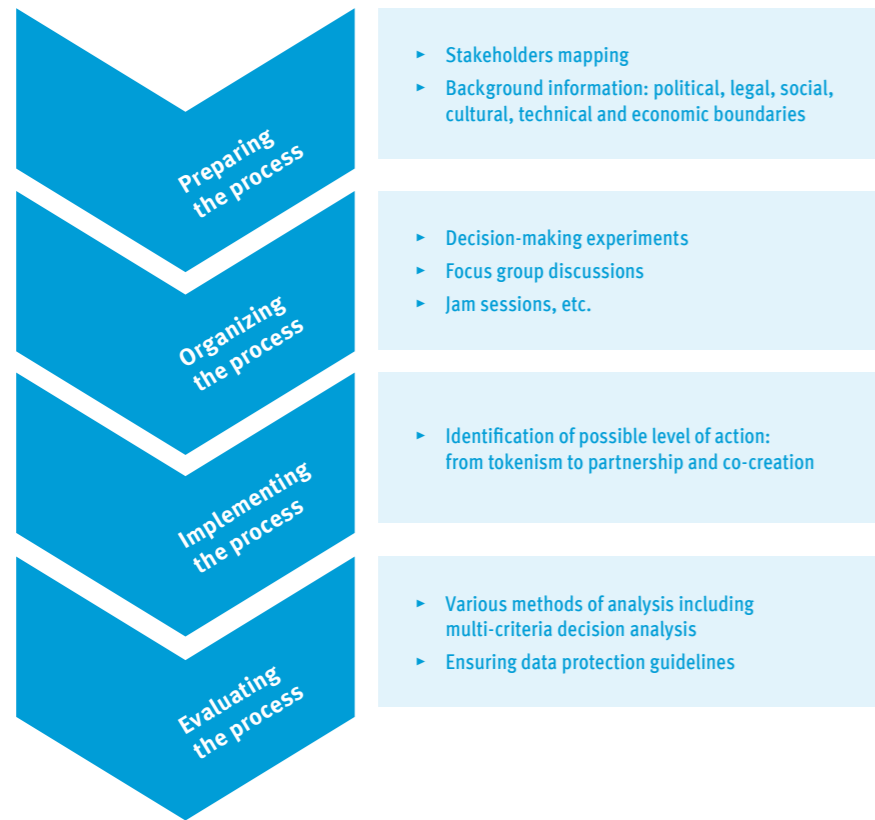 Preparing
the process
► Stakeholders mapping
► Background information: political, legal, social,
cultural, technical and economic boundaries
Organizing
the process
► Decision-making experiments
► Focus group discussions
► Jam sessions, etc.
Implementing
the process
► Identification of possible level of action:
from tokenism to partnership and co-creation
Evaluating
the process
► Various methods of analysis including
multi-criteria decision analysis
► Ensuring data protection guidelines